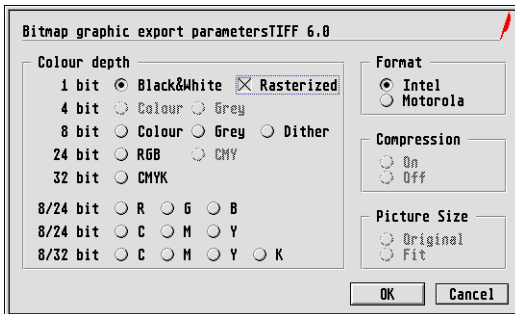 Bitmap graphic export parametersTIFF 6.0
Colour depth
1 bit Black&White Rasterized
4 bit Colour Grey
8 bit Colour Grey Dither
24 bit RGB CMY
32 bit CMYK
8/24 bit R G B
8/24 bit C M Y
8/32 bit C M Y K
Format
Intel
Motorola
Compression
On
Off
Picture Size
Original
Fit
OK Cancel